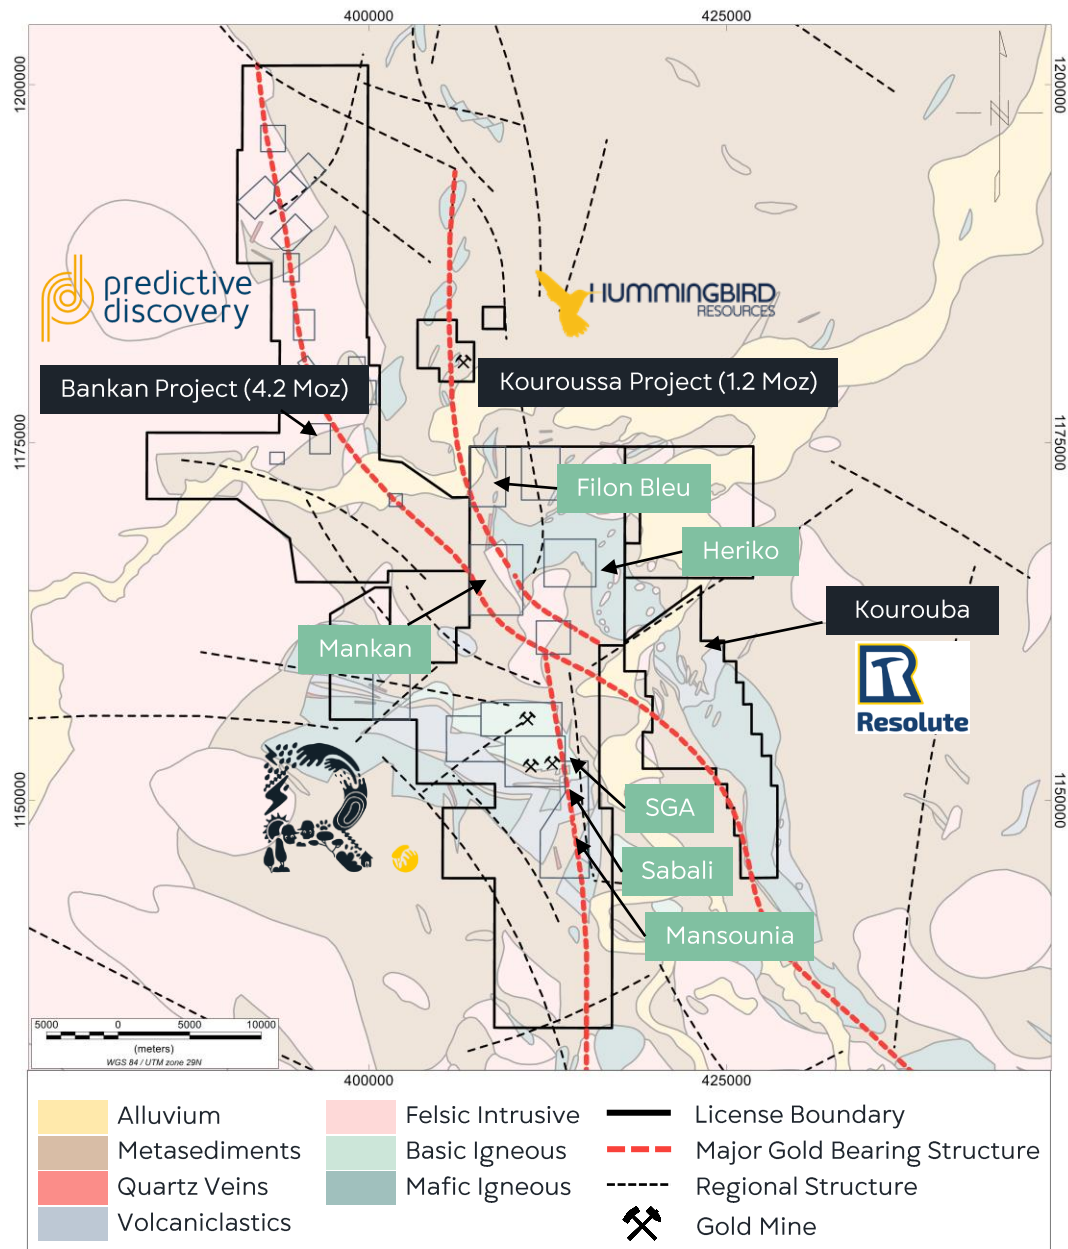 400000
425000
1200000
1200000
N
predictive
discovery
HUMMINGBIRD
RESOURCES
Bankan Project (4.2 Moz)
Kouroussa Project (1.2 Moz)
1175000
1175000
Filon Bleu
Heriko
Kourouba
Mankan
Resolute
1150000
1150000
SGA
Sabali
Mansounia
5000
0
5000
10000
(meters)
WGS 84 / UTM zone 29N
400000
425000
Alluvium
Felsic Intrusive
License Boundary
Metasediments
Basic Igneous
Major Gold Bearing Structure
Quartz Veins
Mafic Igneous
Regional Structure
Volcaniclastics
Gold Mine